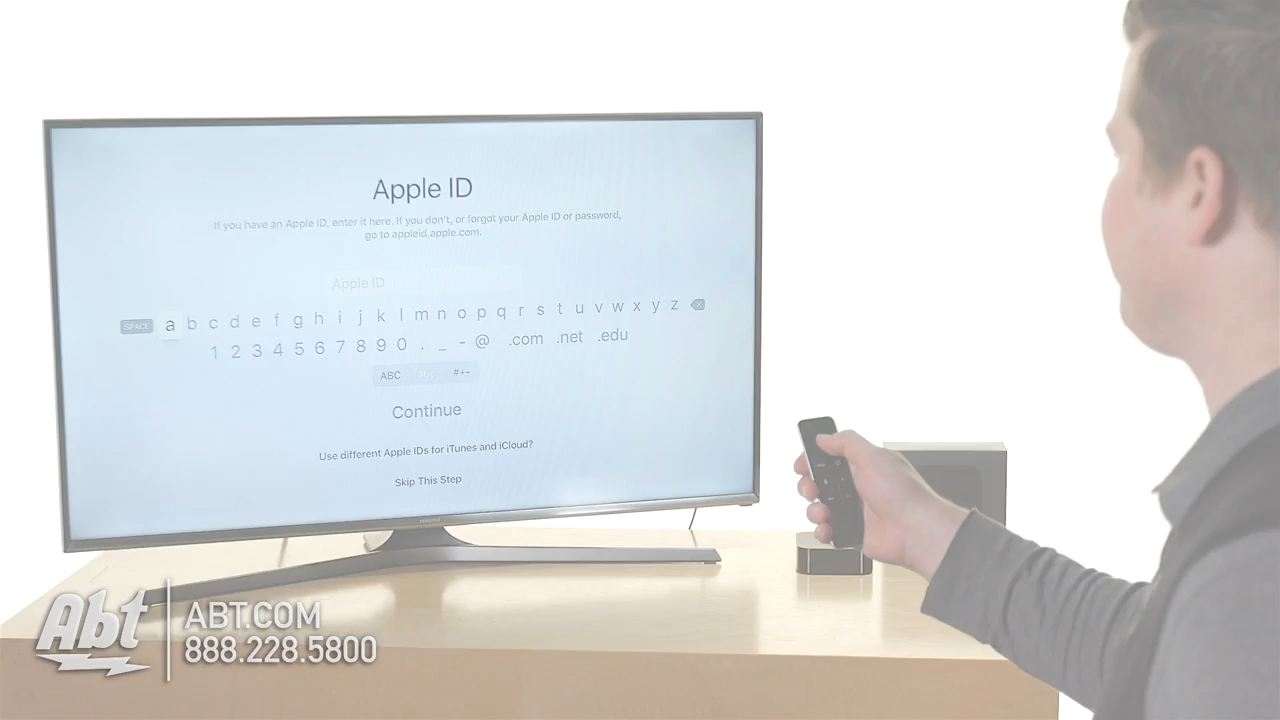 Apple ID
If you have an Apple ID, enter it here. If you don't, or forgot your Apple ID or password,
go to appleid.apple.com.
Apple ID
SPACE a b c d e f g h i j k l m n o p q r s t u v w x y z
1 2 3 4 5 6 7 8 9 0 . _ - @ .com .net .edu
ABC abc #+-
Continue
Use different Apple IDs for iTunes and iCloud?
Skip This Step
SAMSUNG
Abt
ABT.COM
888.228.5800